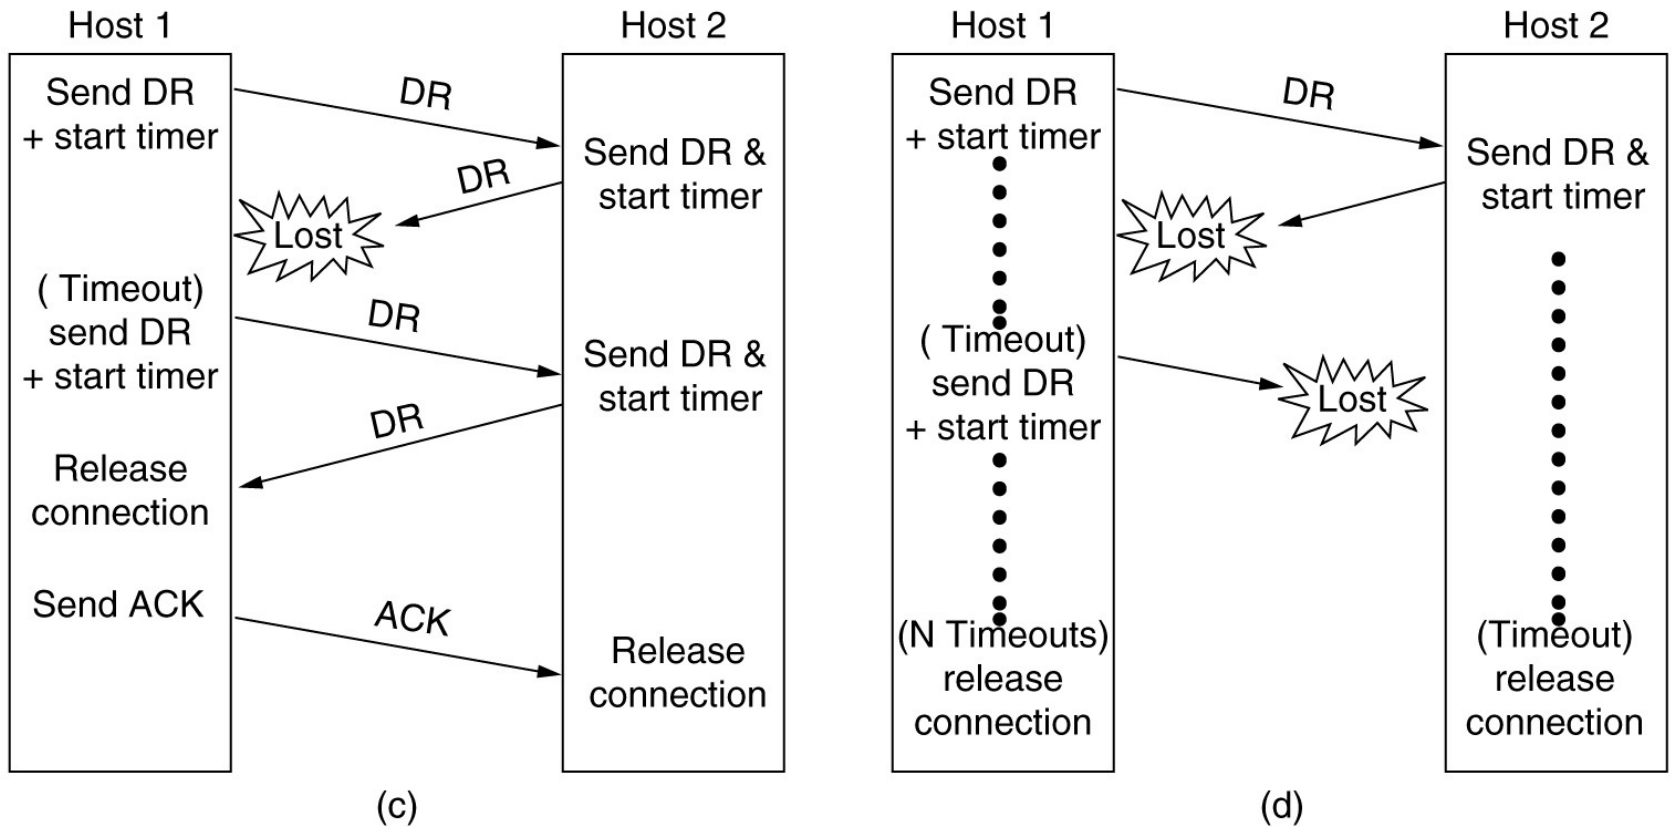 Host 1
Host 2
Send DR
+ start timer
DR
Send DR &
start timer
DR
Lost
( Timeout)
send DR
+ start timer
DR
Send DR &
start timer
DR
Release
connection
Send ACK
ACK
Release
connection
(c)
Host 1
Host 2
Send DR
+ start timer
DR
Send DR &
start timer
Lost
( Timeout)
send DR
+ start timer
Lost
(N Timeouts)
release
connection
(Timeout)
release
connection
(d)